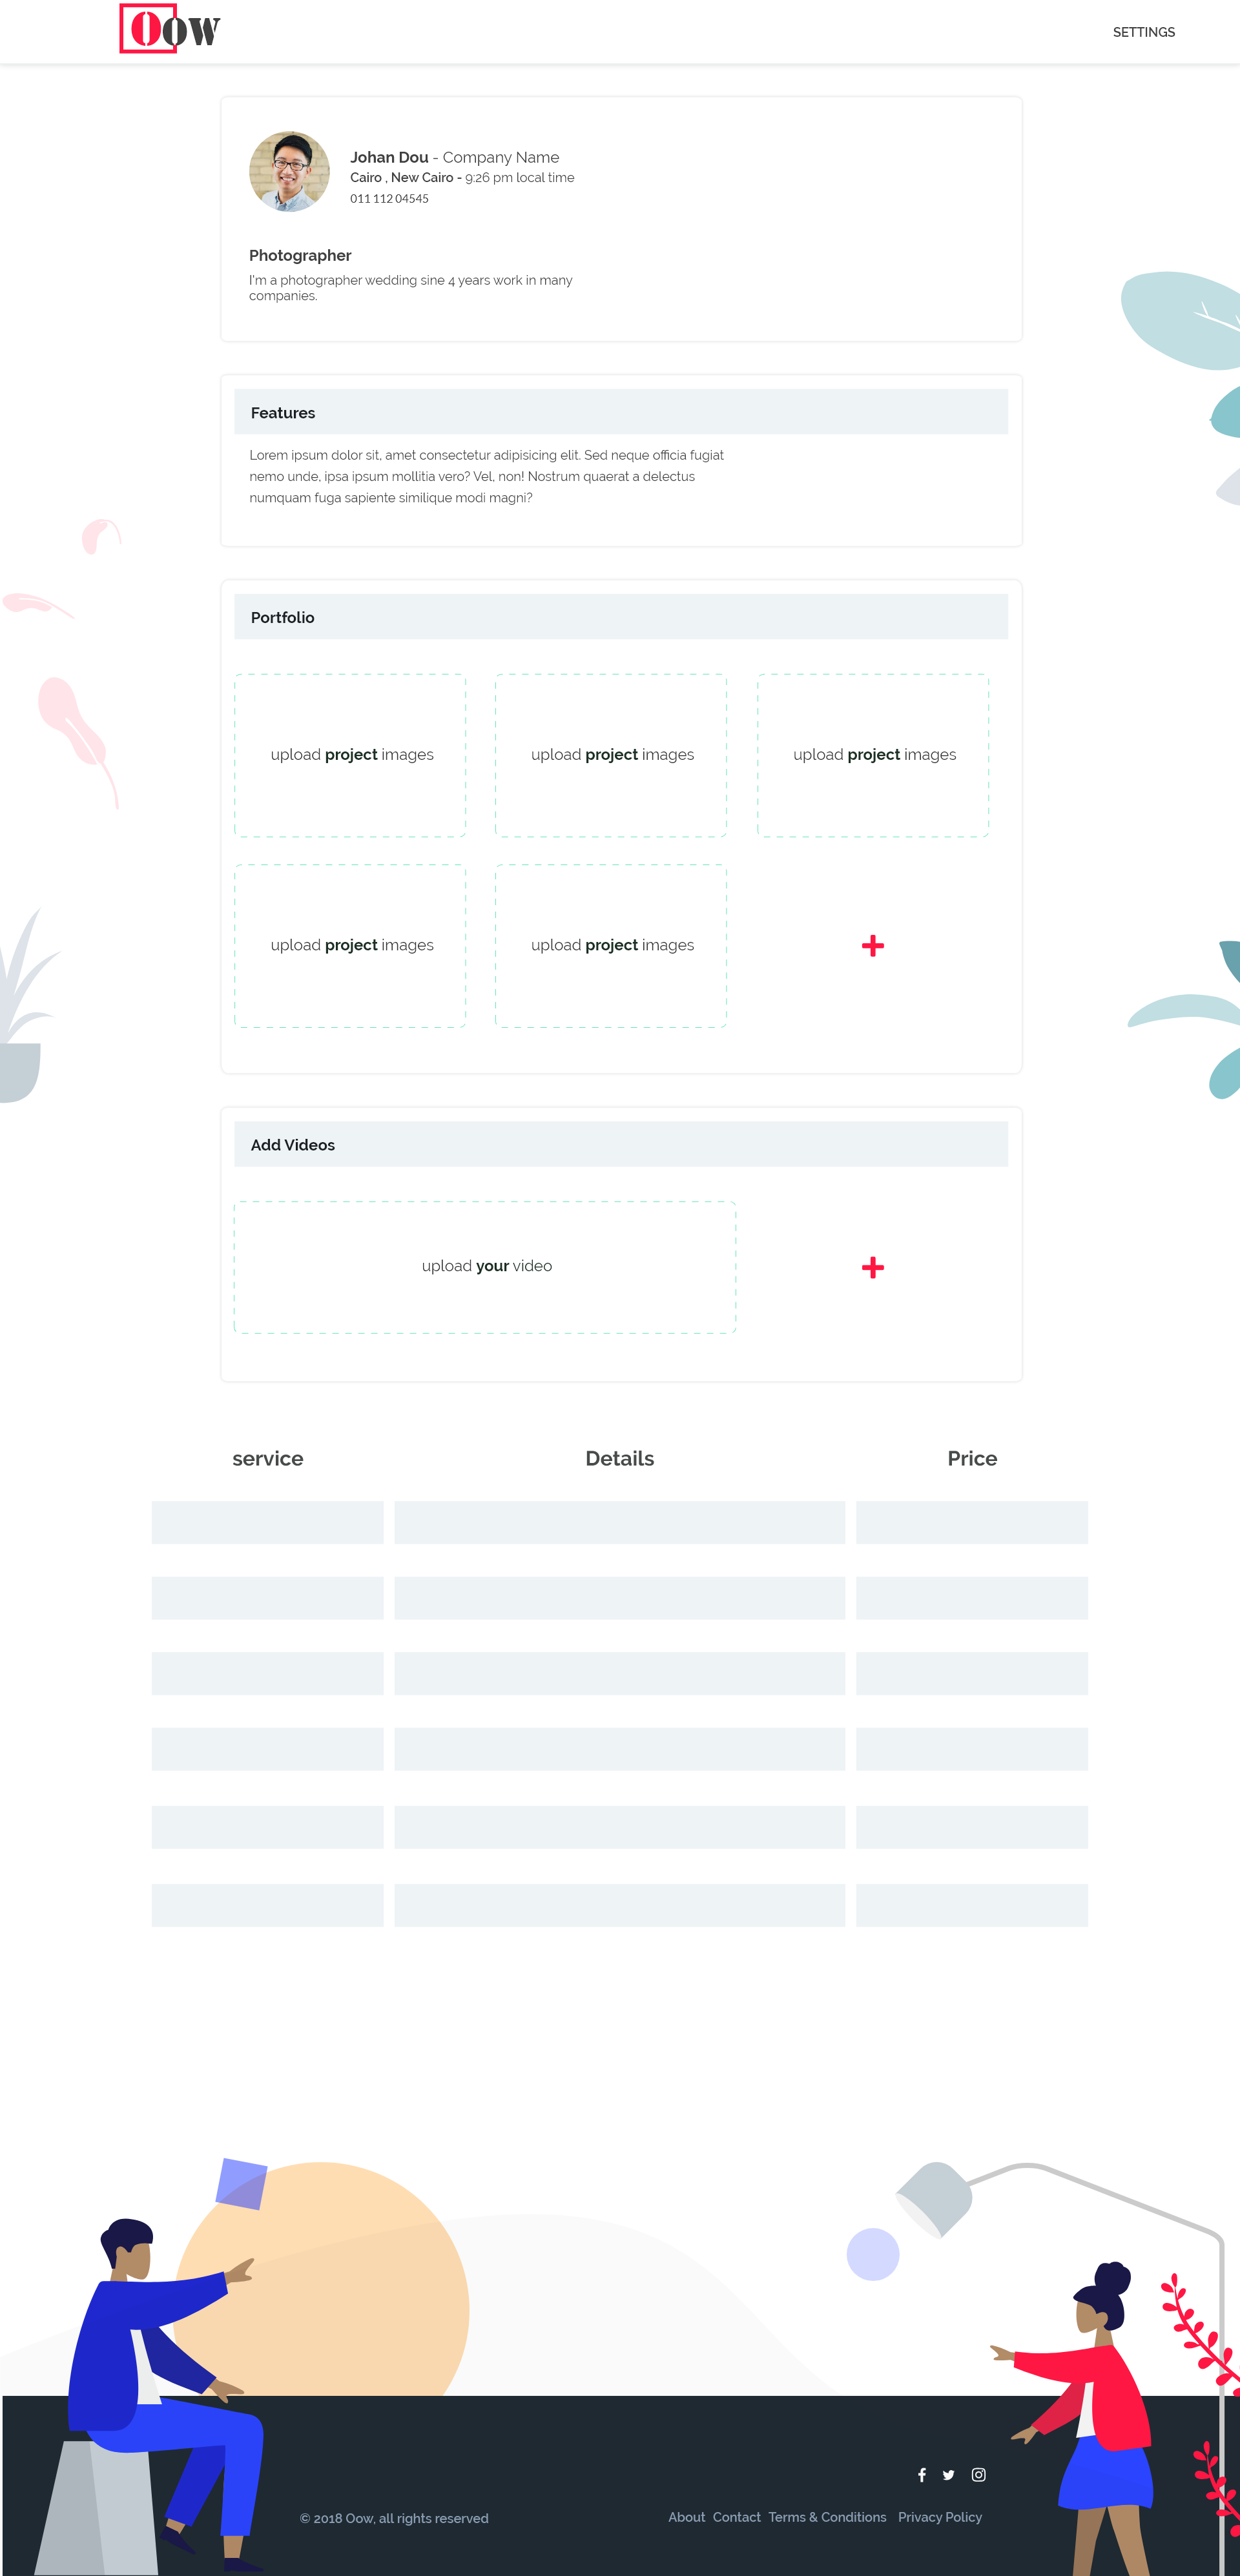 Oow
SETTINGS
Johan Dou - Company Name
Cairo , New Cairo - 9:26 pm local time
011 112 04545
Photographer
I'm a photographer wedding sine 4 years work in many
companies.
Features
Lorem ipsum dolor sit, amet consectetur adipisicing elit. Sed neque officia fugiat
nemo unde, ipsa ipsum mollitia vero? Vel, non! Nostrum quaerat a delectus
numquam fuga sapiente similique modi magni?
Portfolio
upload project images
upload project images
upload project images
upload project images
upload project images
Add Videos
upload your video
service
Details
Price
© 2018 Oow, all rights reserved
About Contact Terms & Conditions Privacy Policy